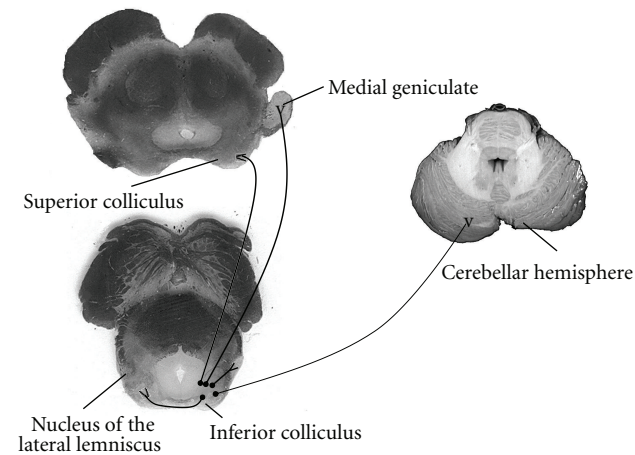 Medial geniculate
Superior colliculus
Cerebellar hemisphere
Nucleus of the
lateral lemniscus
Inferior colliculus